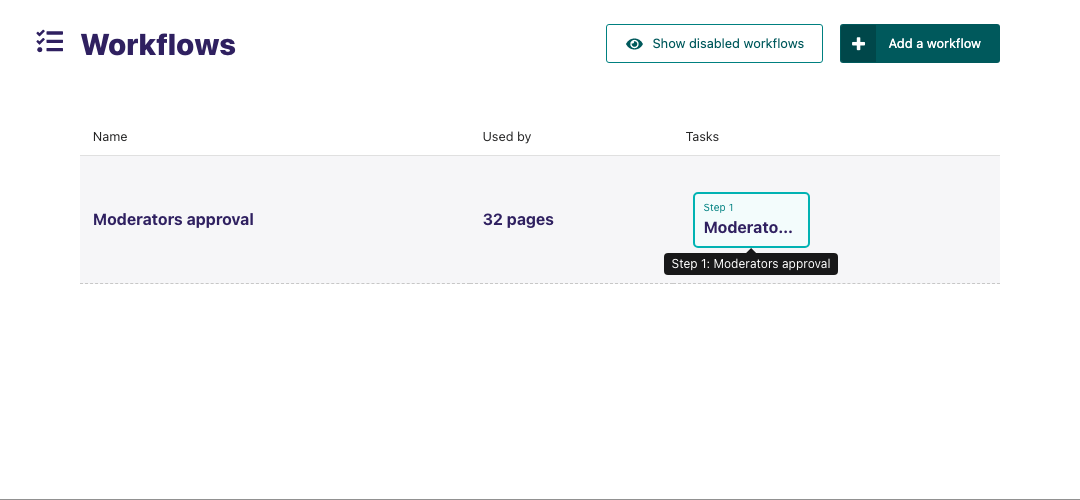 Workflows
Show disabled workflows
Add a workflow
Name Used by Tasks
Step 1
Moderators approval 32 pages Moderato...
Step 1: Moderators approval